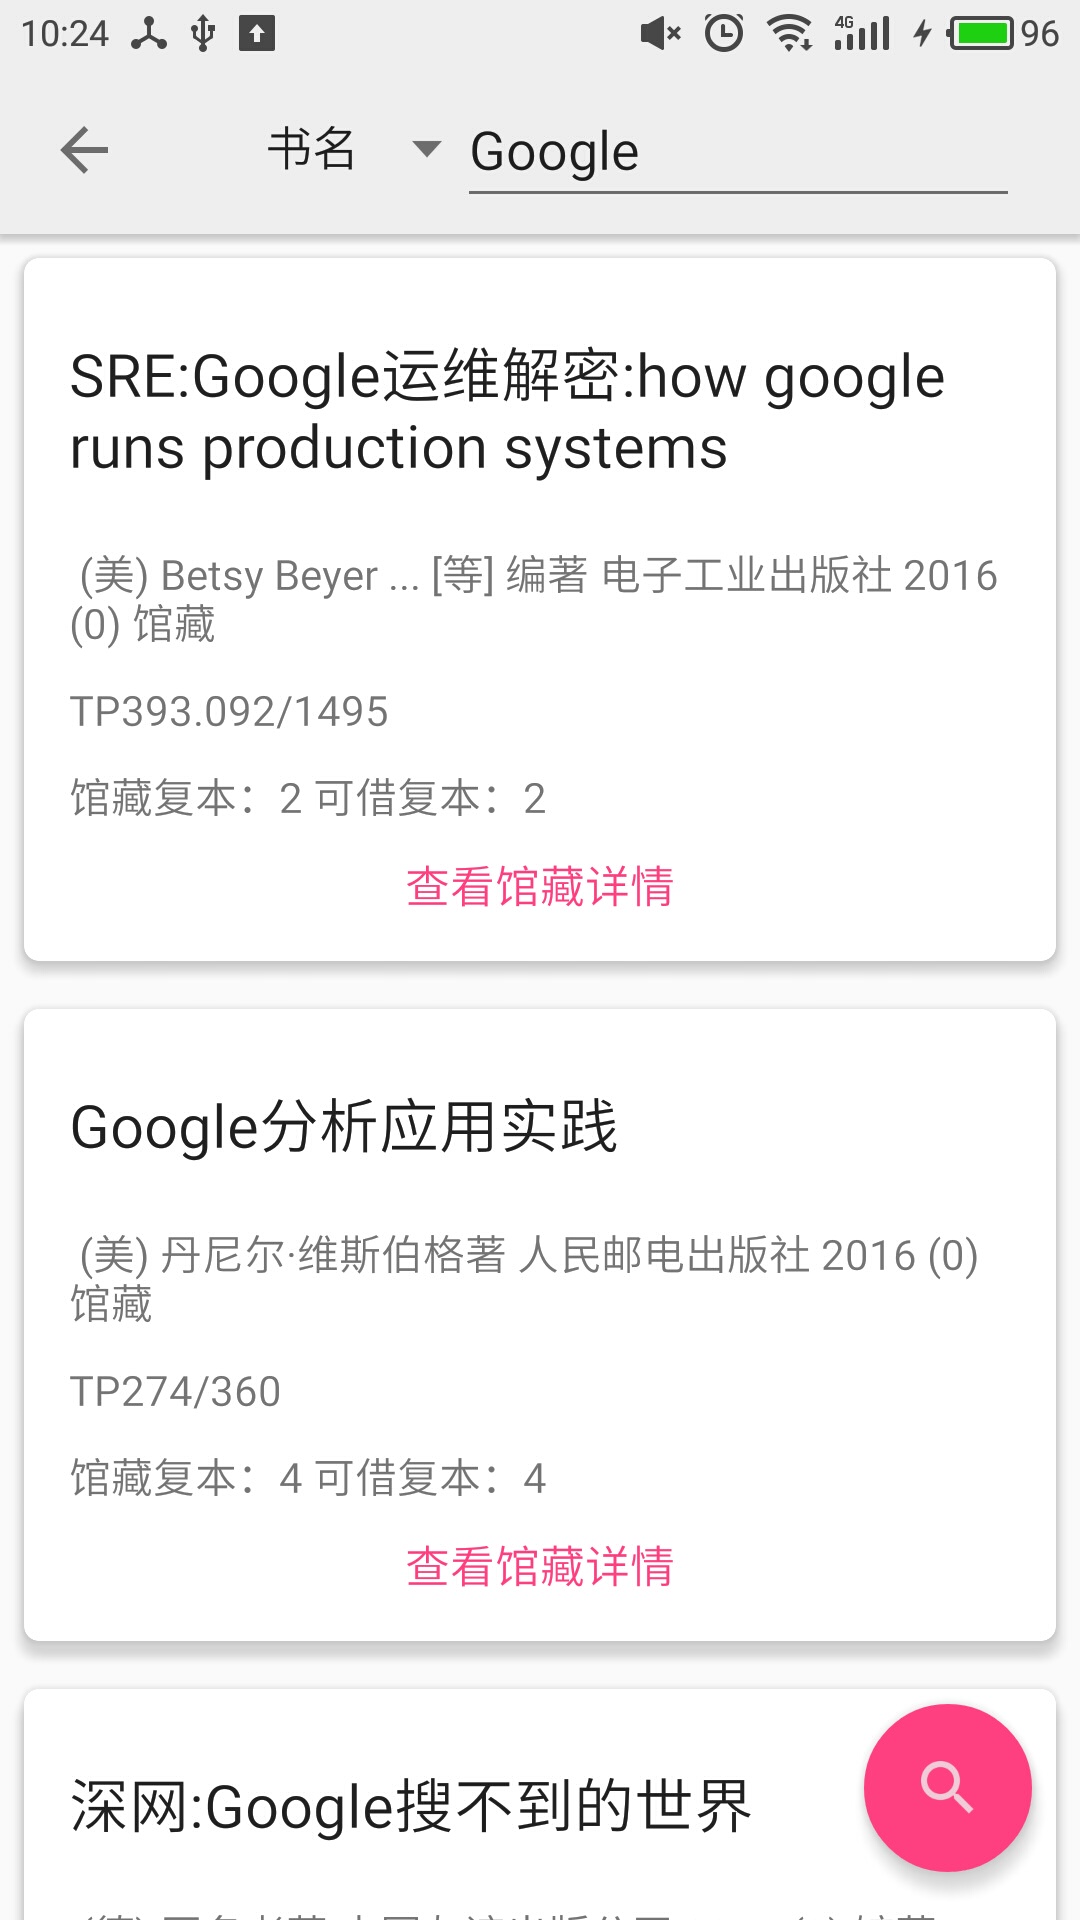 10:24 4G 96
书名 Google
SRE:Google运维解密:how google
runs production systems
(美) Betsy Beyer ... [等] 编著 电子工业出版社 2016
(0) 馆藏
TP393.092/1495
馆藏复本：2 可借复本：2
查看馆藏详情
Google分析应用实践
(美) 丹尼尔·维斯伯格著 人民邮电出版社 2016 (0)
馆藏
TP274/360
馆藏复本：4 可借复本：4
查看馆藏详情
深网:Google搜不到的世界